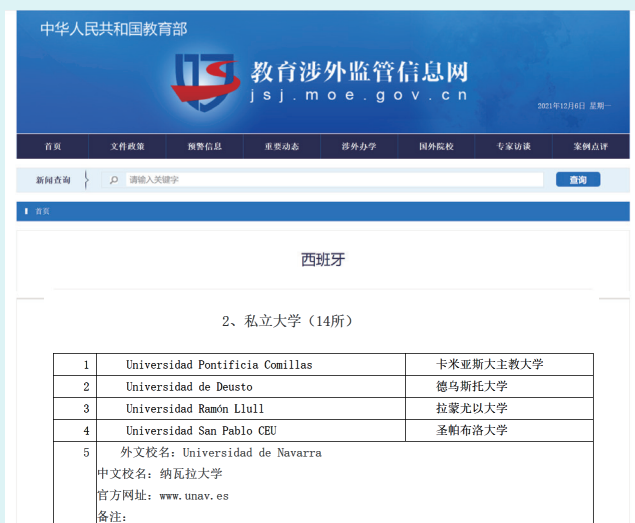 中华人民共和国教育部
教育涉外监管信息网
jsj.moe.gov.cn
2021年12月6日 星期一
首页 文件政策 预警信息 重要动态 涉外办学 国外院校 专家访谈 案例点评
新闻查询 请输入关键字 查询
首页
西班牙
2、私立大学（14所）
1 Universidad Pontificia Comillas 卡米亚斯大主教大学
2 Universidad de Deusto 德乌斯托大学
3 Universidad Ramón Llull 拉蒙尤以大学
4 Universidad San Pablo CEU 圣帕布洛大学
5 外文校名：Universidad de Navarra
中文校名：纳瓦拉大学
官方网址：www.unav.es
备注：